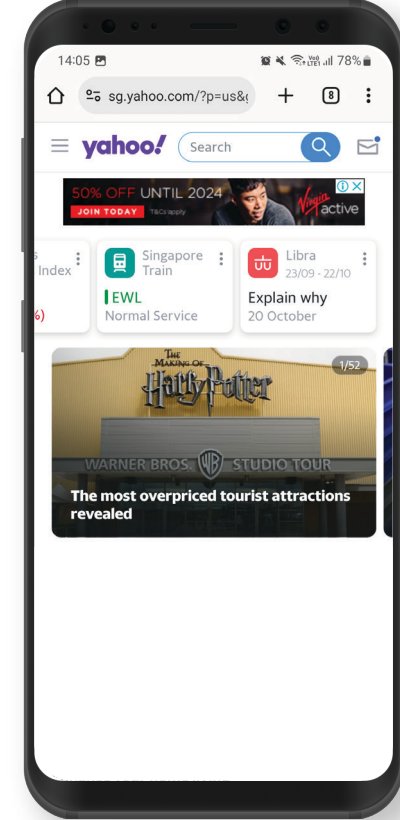 14:05
Vo) LTE1 78%
sg.yahoo.com/?p=us&
8
yahoo!
Search
50% OFF UNTIL 2024
JOIN TODAY T&Cs apply
Virgin active
s
Index
%)
Singapore
Train
EWL
Normal Service
Libra
23/09 - 22/10
Explain why
20 October
THE
MAKING OF
Harry Potter
1/52
WARNER BROS. WB STUDIO TOUR
The most overpriced tourist attractions
revealed